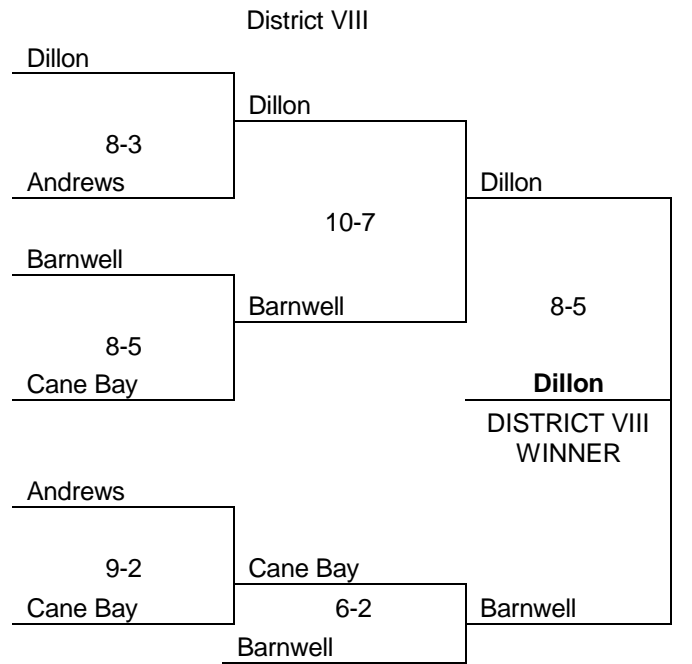 District VIII
Dillon
Dillon
8-3
Andrews
Dillon
10-7
Barnwell
Barnwell
8-5
8-5
Cane Bay
Dillon
DISTRICT VIII
WINNER
Andrews
9-2
Cane Bay
Cane Bay
6-2
Barnwell
Barnwell